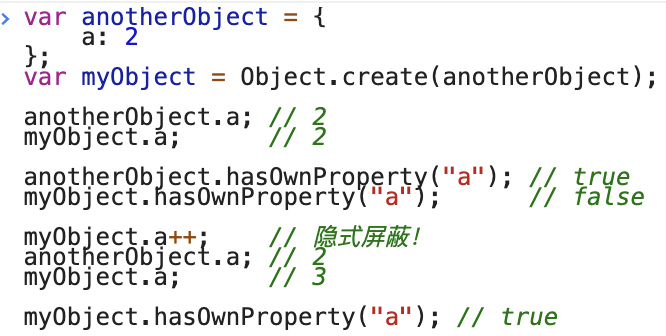 > var anotherObject = {
    a: 2
};
var myObject = Object.create(anotherObject);
anotherObject.a; // 2
myObject.a;      // 2
anotherObject.hasOwnProperty("a"); // true
myObject.hasOwnProperty("a");      // false
myObject.a++;    // 隐式屏蔽!
anotherObject.a; // 2
myObject.a;      // 3
myObject.hasOwnProperty("a"); // true